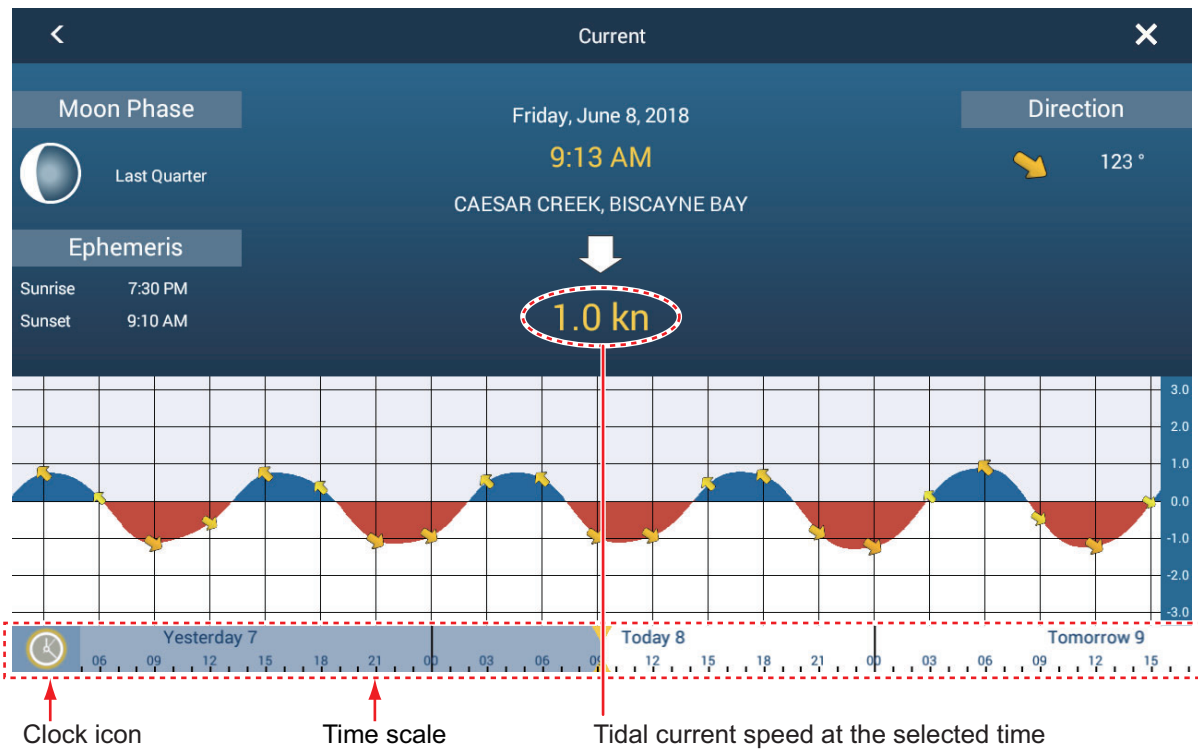 Current
Moon Phase
Last Quarter
Ephemeris
Sunrise 7:30 PM
Sunset 9:10 AM
Friday, June 8, 2018
9:13 AM
CAESAR CREEK, BISCAYNE BAY
1.0 kn
Direction
123 °
3.0
2.0
1.0
0.0
-1.0
-2.0
-3.0
Yesterday 7 Today 8 Tomorrow 9
06 09 12 15 18 21 00 03 06 09 12 15 18 21 00 03 06 09 12 15
Clock icon Time scale Tidal current speed at the selected time